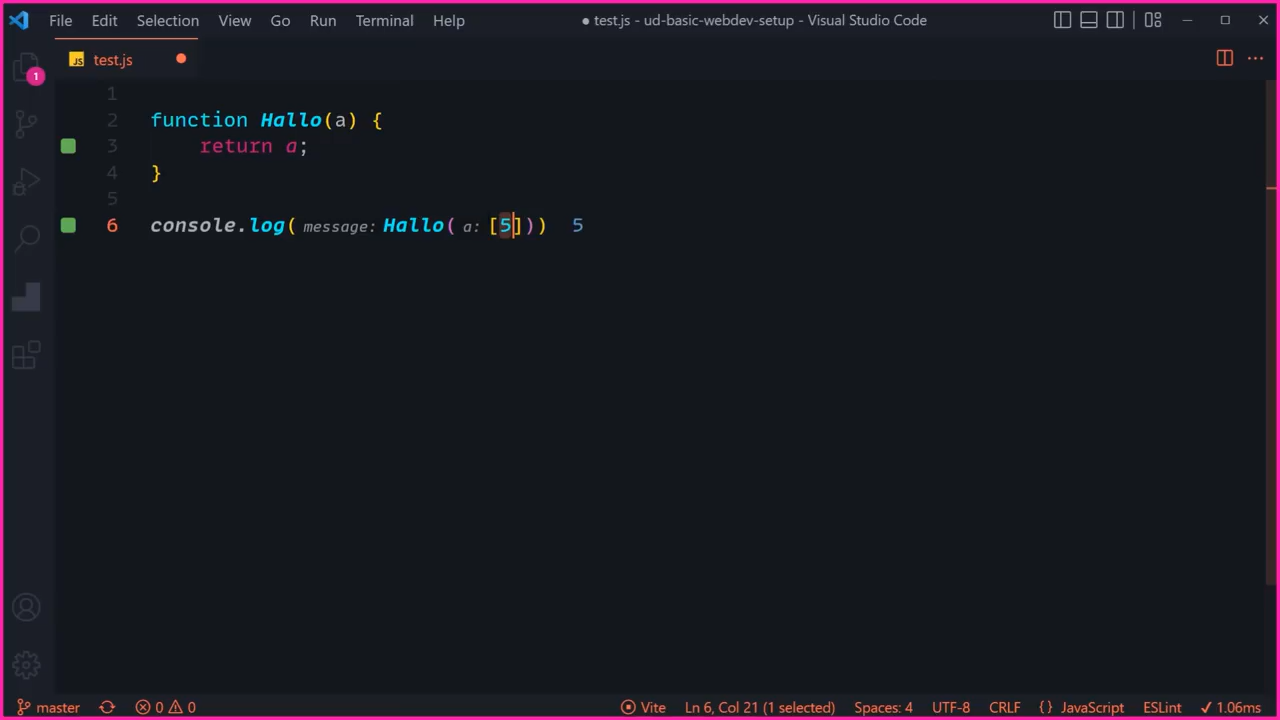 File Edit Selection View Go Run Terminal Help ● test.js - ud-basic-webdev-setup - Visual Studio Code
JS test.js
1
1
2 function Hallo(a) {
3 return a;
4 }
5
6 console.log(message: Hallo(a: [5])) 5
master 0 0 Vite Ln 6, Col 21 (1 selected) Spaces: 4 UTF-8 CRLF {} JavaScript ESLint ✓ 1.06ms